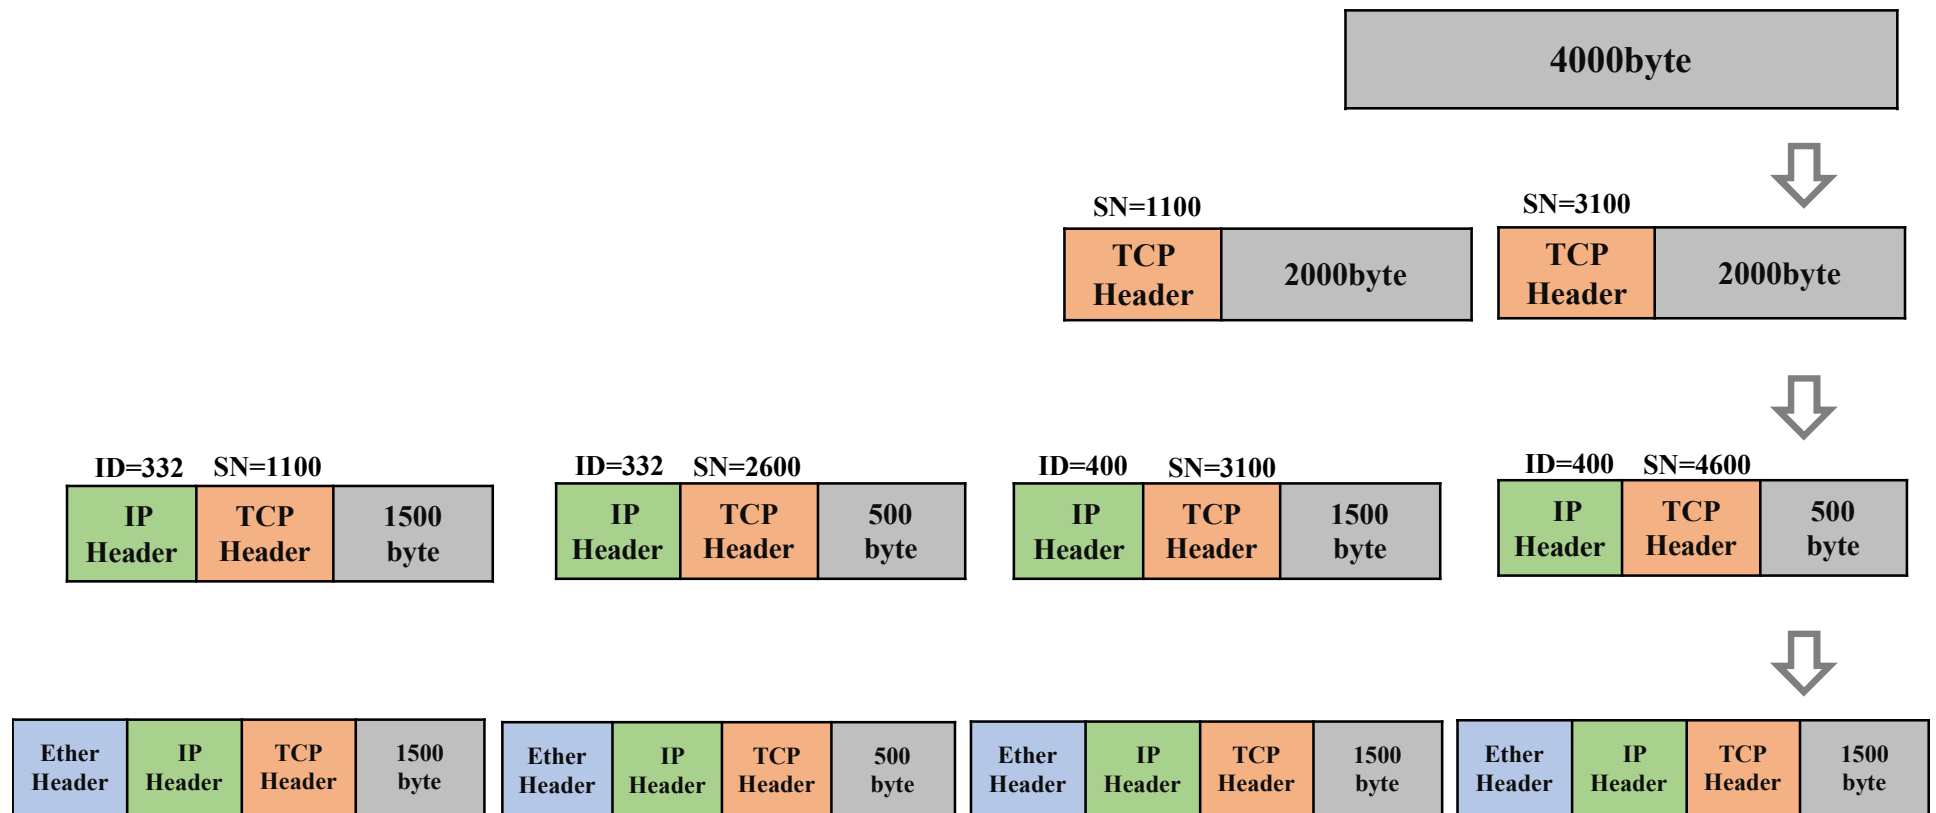 4000byte
SN=1100
SN=3100
TCP
Header
2000byte
TCP
Header
2000byte
ID=332 SN=1100
ID=332 SN=2600
ID=400 SN=3100
ID=400 SN=4600
IP
Header
TCP
Header
1500
byte
IP
Header
TCP
Header
500
byte
IP
Header
TCP
Header
1500
byte
IP
Header
TCP
Header
500
byte
Ether
Header
IP
Header
TCP
Header
1500
byte
Ether
Header
IP
Header
TCP
Header
500
byte
Ether
Header
IP
Header
TCP
Header
1500
byte
Ether
Header
IP
Header
TCP
Header
1500
byte